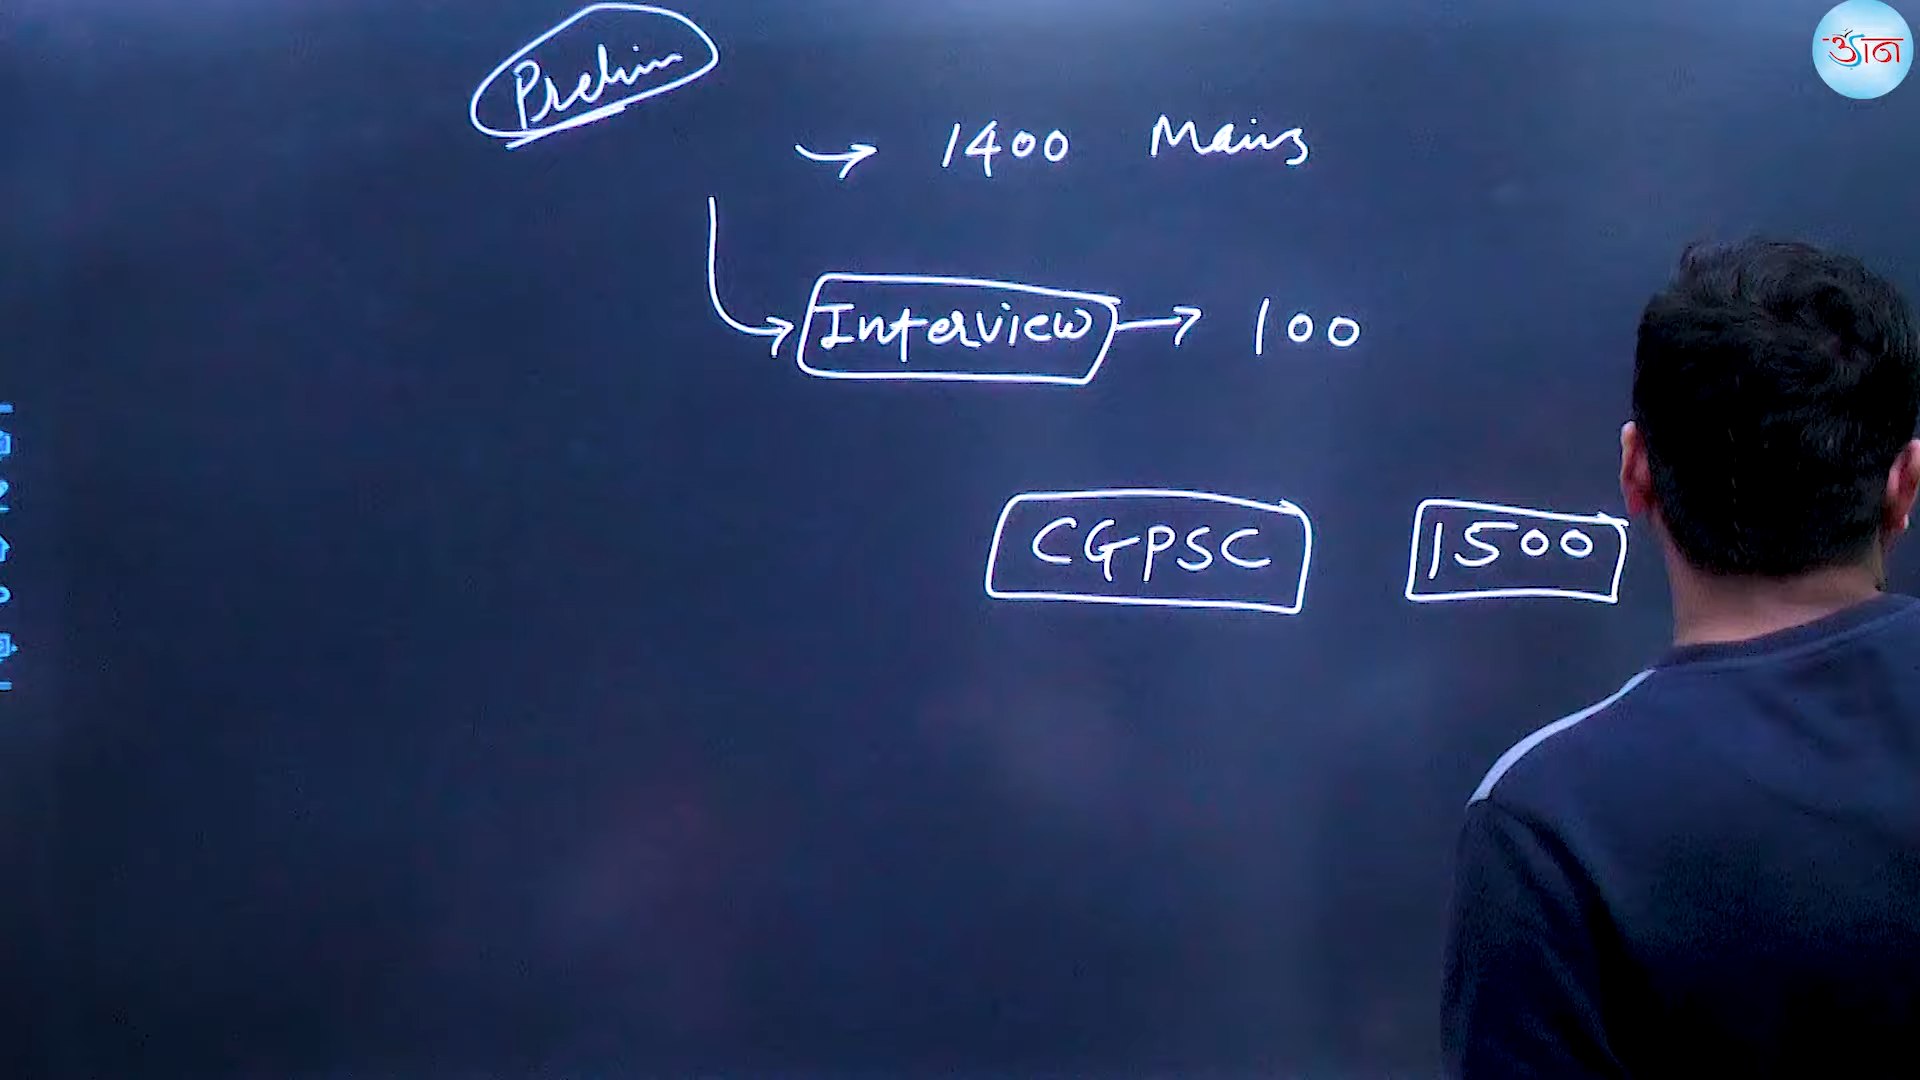 Prelim
→ 1400 Mains
Interview → 100
CGPSC 1500